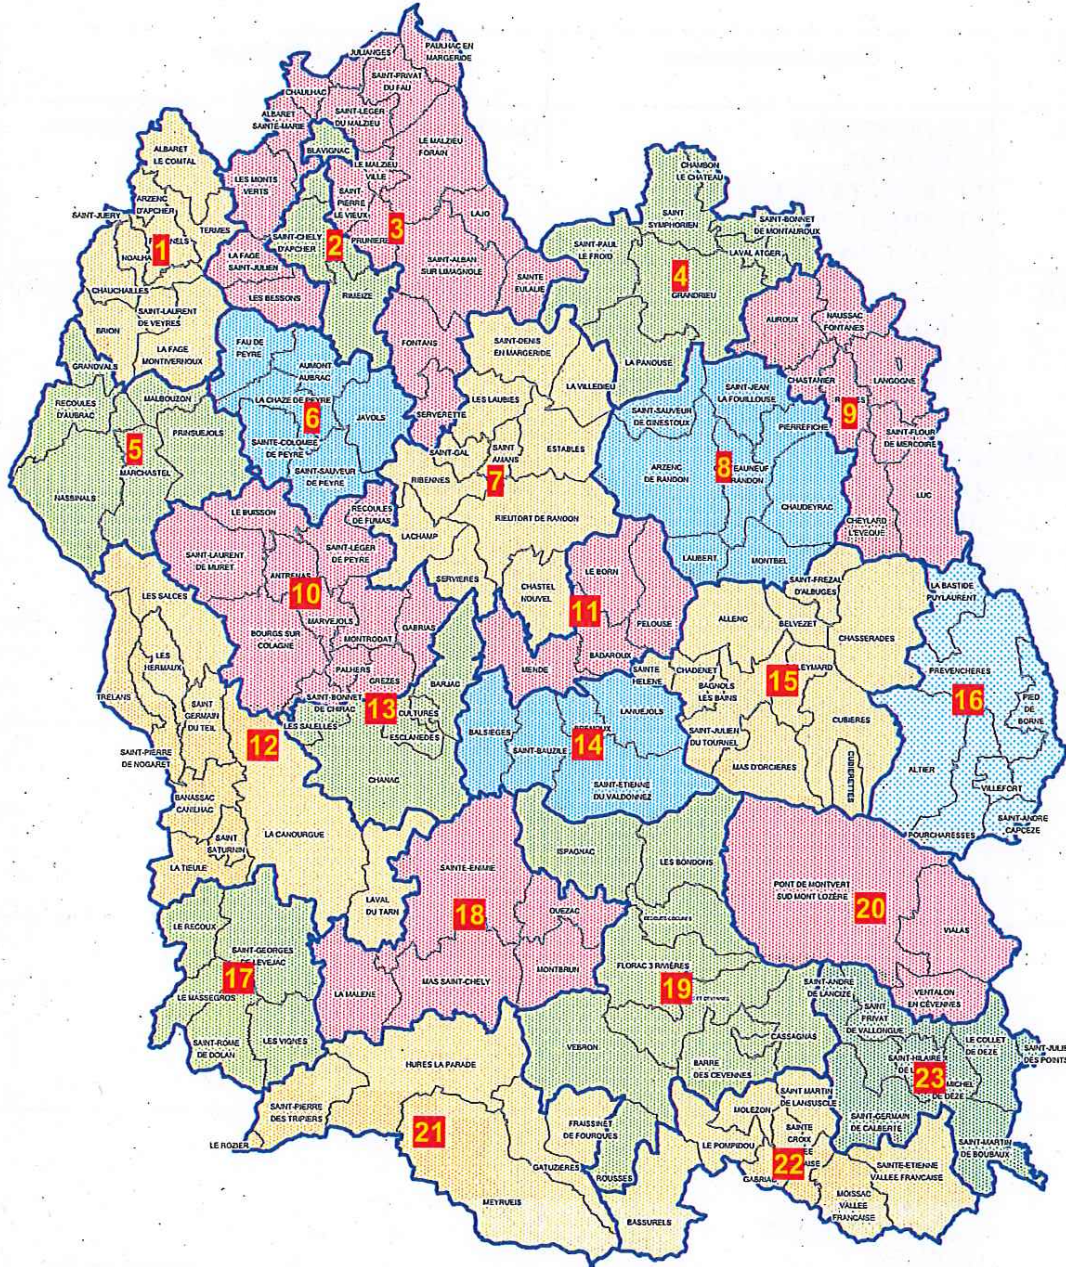 PAULHAC EN
MARGERIDE
JULIANGES
SAINT-PRIVAT
DU FAU
CHAULHAC
ALBARET
SAINTE-MARIE
SAINT-LEGER
DU MALZIEU
LE MALZIEU
FORAIN
BLAVIGNAC
LE MALZIEU
VILLE
ALBARET
LE COMTAL
LES MONTS
VERTS
SAINT
PIERRE
LE VIEUX
ARZENC
D'APCHER
SAINT-JUERY
TERMES
1
NOALHA
CHAUCHAILLES
SAINT-LAURENT
DE VEYRES
BRION
LA FAGE
MONTIVERNOUX
SAINT-CHELY
D'APCHER
2
PRUNIERE
3
LAJO
SAINT-ALBAN
SUR LIMAGNOLE
SAINTE
EULALIE
LA FAGE
SAINT-JULIEN
LES BESSONS
RIMEIZE
FONTANS
SERVERETTE
CHAMBON
LE CHATEAU
SAINT
SYMPHORIEN
SAINT-BONNET
DE MONTAUROUX
SAINT-PAUL
LE FROID
LAVAL ATGER
4
GRANDRIEU
LA PANOUSE
NAUSSAC
FONTANES
AUROUX
CHASTANIER
LANGOGNE
9
SAINT-FLOUR
DE MERCOIRE
LUC
CHEYLARD
L'EVEQUE
GRANDVALS
RECOULES
D'AUBRAC
MALBOUZON
PRINSUEJOLS
5
MARCHASTEL
NASBINALS
FAU DE
PEYRE
AUMONT
AUBRAC
LA CHAZE DE PEYRE
6
JAVOLS
SAINTE-COLOMBE
DE PEYRE
SAINT-SAUVEUR
DE PEYRE
SAINT-DENIS
EN MARGERIDE
LA VILLEDIEU
LES LAUBIES
SAINT-GAL
SAINT
AMANS
ESTABLES
RIBENNES
7
RIEUTORT DE RANDON
LACHAMP
SERVIERES
CHASTEL
NOUVEL
SAINT-JEAN
LA FOUILLOUSE
SAINT-SAUVEUR
DE GINESTOUX
PIERREFICHE
ARZENC
DE RANDON
8
EAUNEUF
RANDON
CHAUDEYRAC
LAUBERT
MONTBEL
LE BUISSON
RECOULES
DE FUMAS
SAINT-LAURENT
DE MURET
SAINT-LEGER
DE PEYRE
ANTRENAS
10
MARVEJOLS
BOURGS SUR
COLAGNE
MONTRODAT
GABRIAS
PALHERS
GREZES
LE BORN
11
PELOUSE
BADAROUX
MENDE
LES SALCES
LES
HERMAUX
TRELANS
SAINT
GERMAIN
DU TEIL
SAINT-PIERRE
DE NOGARET
12
BANASSAC
CANILHAC
SAINT
SATURNIN
LA TIEULE
LA CANOURGUE
LAVAL
DU TARN
SAINT-BONNET
DE CHIRAC
LES SALELLES
13
BARJAC
CULTURES
ESCLANEDES
CHANAC
SAINTE
HELENE
LANUEJOLS
BALSIEGES
SAINT-BAUZILE
14
SAINT-ETIENNE
DU VALDONNEZ
SAINT-FREZAL
D'ALBUGES
ALLENC
BELVEZET
CHASSERADES
CHADENET
BAGNOLS
LES BAINS
15
LEYMARD
SAINT-JULIEN
DU TOURNEL
CUBIERES
MAS D'ORCIERES
CUBIERETTES
LA BASTIDE
PUYLAURENT
PREVENCHERES
16
PIED
DE
BORNE
ALTIER
VILLEFORT
SAINT-ANDRE
CAPCEZE
POURCHARESSES
LE RECOUX
SAINT-GEORGES
DE LEVEJAC
17
LE MASSEGROS
SAINT-ROME
DE DOLAN
LES VIGNES
SAINTE-ENIMIE
18
QUEZAC
MONTBRUN
LA MALENE
MAS SAINT-CHELY
ISPAGNAC
LES BONDONS
FLORAC 3 RIVIÈRES
19
CASSAGNAS
VEBRON
BARRE
DES CEVENNES
ROUSSES
PONT DE MONTVERT
SUD MONT LOZÈRE
20
VIALAS
VENTALON
EN CÉVENNES
SAINT-ANDRE
DE LANCIZE
SAINT
PRIVAT
DE VALLONGUE
LE COLLET
DE DEZE
SAINT-JULIE
DES POINTS
SAINT-HILAIRE
23
MICHEL
DE DEZE
SAINT-GERMAIN
DE CALBERTE
SAINT-MARTIN
DE BOUBAUX
HURES LA PARADE
SAINT-PIERRE
DES TRIPIERS
LE ROZIER
21
FRAISSINET
DE FOURQUES
GATUZIERES
MEYRUEIS
BASSURELS
SAINT MARTIN
DE LANSUSCLE
MOLEZON
SAINTE
CROIX
LE POMPIDOU
22
GABRIAC
MOISSAC
VALLEE
FRANCAISE
SAINTE-ETIENNE
VALLEE FRANCAISE